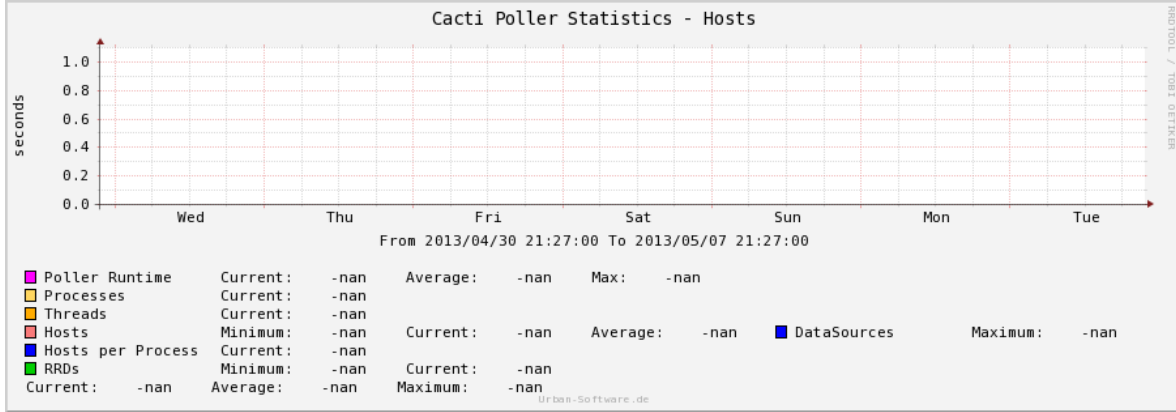 Cacti Poller Statistics - Hosts
RRDTOOL / TOBI OETIKER
seconds
1.0
0.8
0.6
0.4
0.2
0.0
Wed Thu Fri Sat Sun Mon Tue
From 2013/04/30 21:27:00 To 2013/05/07 21:27:00
Poller Runtime Current: -nan Average: -nan Max: -nan
Processes Current: -nan
Threads Current: -nan
Hosts Minimum: -nan Current: -nan Average: -nan DataSources Maximum: -nan
Hosts per Process Current: -nan
RRDs Minimum: -nan Current: -nan
Current: -nan Average: -nan Maximum: -nan
Urban-Software.de